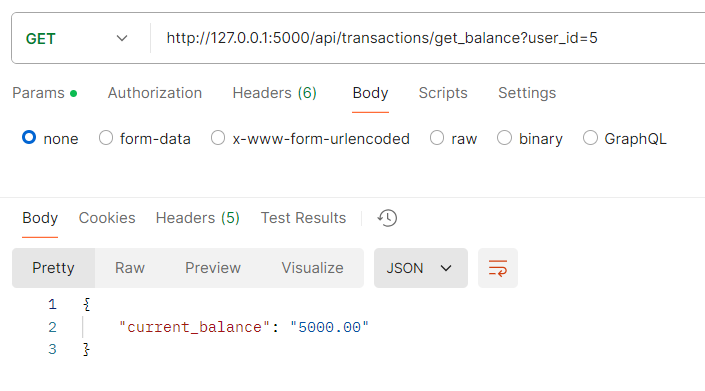 GET http://127.0.0.1:5000/api/transactions/get_balance?user_id=5
Params Authorization Headers (6) Body Scripts Settings
none form-data x-www-form-urlencoded raw binary GraphQL
Body Cookies Headers (5) Test Results
Pretty Raw Preview Visualize JSON
1 {
2 "current_balance": "5000.00"
3 }